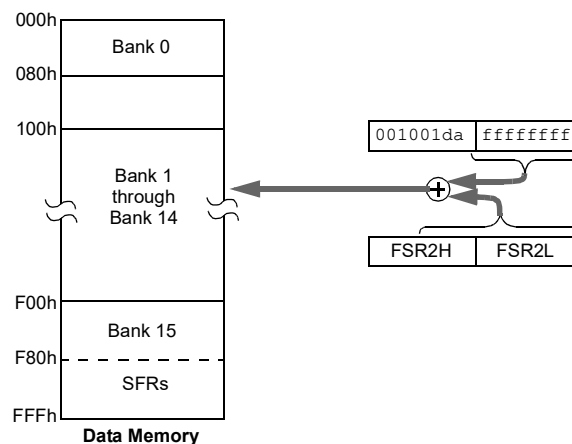 000h
Bank 0
080h
100h
001001da ffffffff
Bank 1
through
Bank 14
FSR2H FSR2L
F00h
Bank 15
F80h
SFRs
FFFh
Data Memory